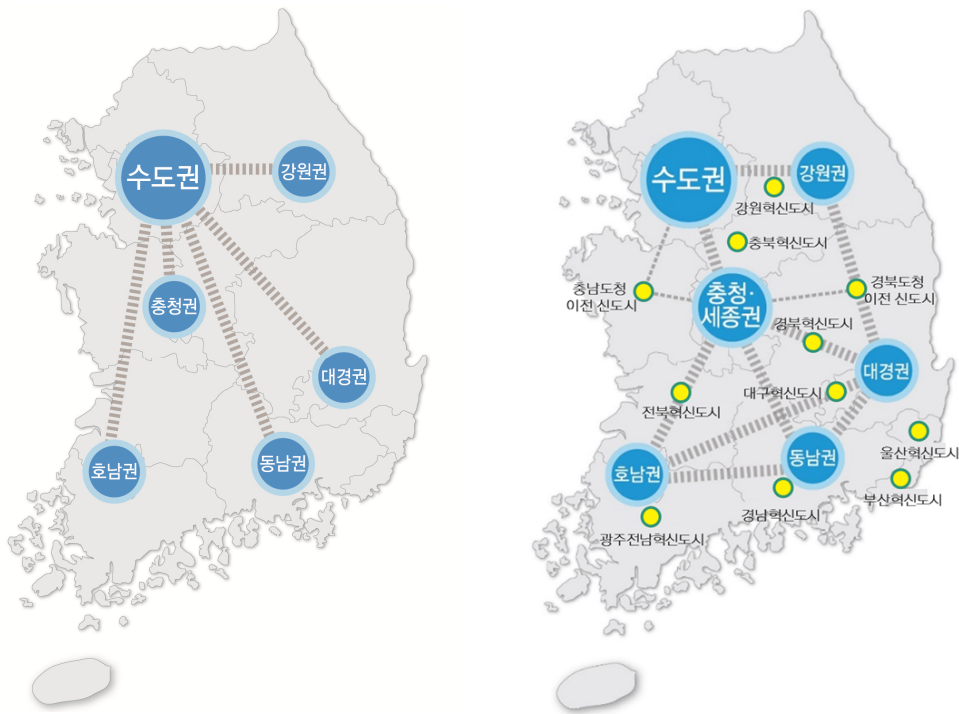 수도권
강원권
충청권
대경권
호남권
동남권
수도권
강원권
강원혁신도시
충북혁신도시
충남도청
이전 신도시
충청·
세종권
경북도청
이전 신도시
경북혁신도시
대경권
대구혁신도시
전북혁신도시
울산혁신도시
호남권
동남권
부산혁신도시
경남혁신도시
광주전남혁신도시